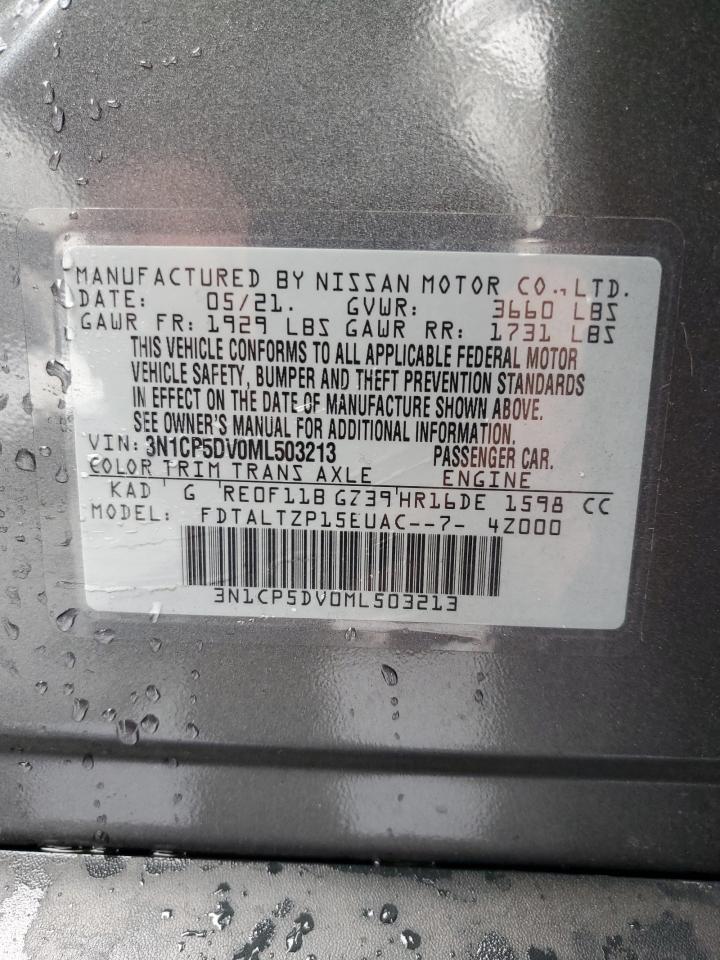 MANUFACTURED BY NISSAN MOTOR CO., LTD.
DATE: 05/21. GVWR: 3660 LBS
GAWR FR: 1929 LBS GAWR RR: 1731 LBS
THIS VEHICLE CONFORMS TO ALL APPLICABLE FEDERAL MOTOR
VEHICLE SAFETY, BUMPER AND THEFT PREVENTION STANDARDS
IN EFFECT ON THE DATE OF MANUFACTURE SHOWN ABOVE.
SEE OWNER'S MANUAL FOR ADDITIONAL INFORMATION.
VIN: 3N1CP5DV0ML503213 PASSENGER CAR.
COLOR TRIM TRANS AXLE ENGINE
KAD G RE0F11B GZ39 HR16DE 1598 CC
MODEL: FDTALTZP15EUAC--7- 4Z000
3N1CP5DV0ML503213